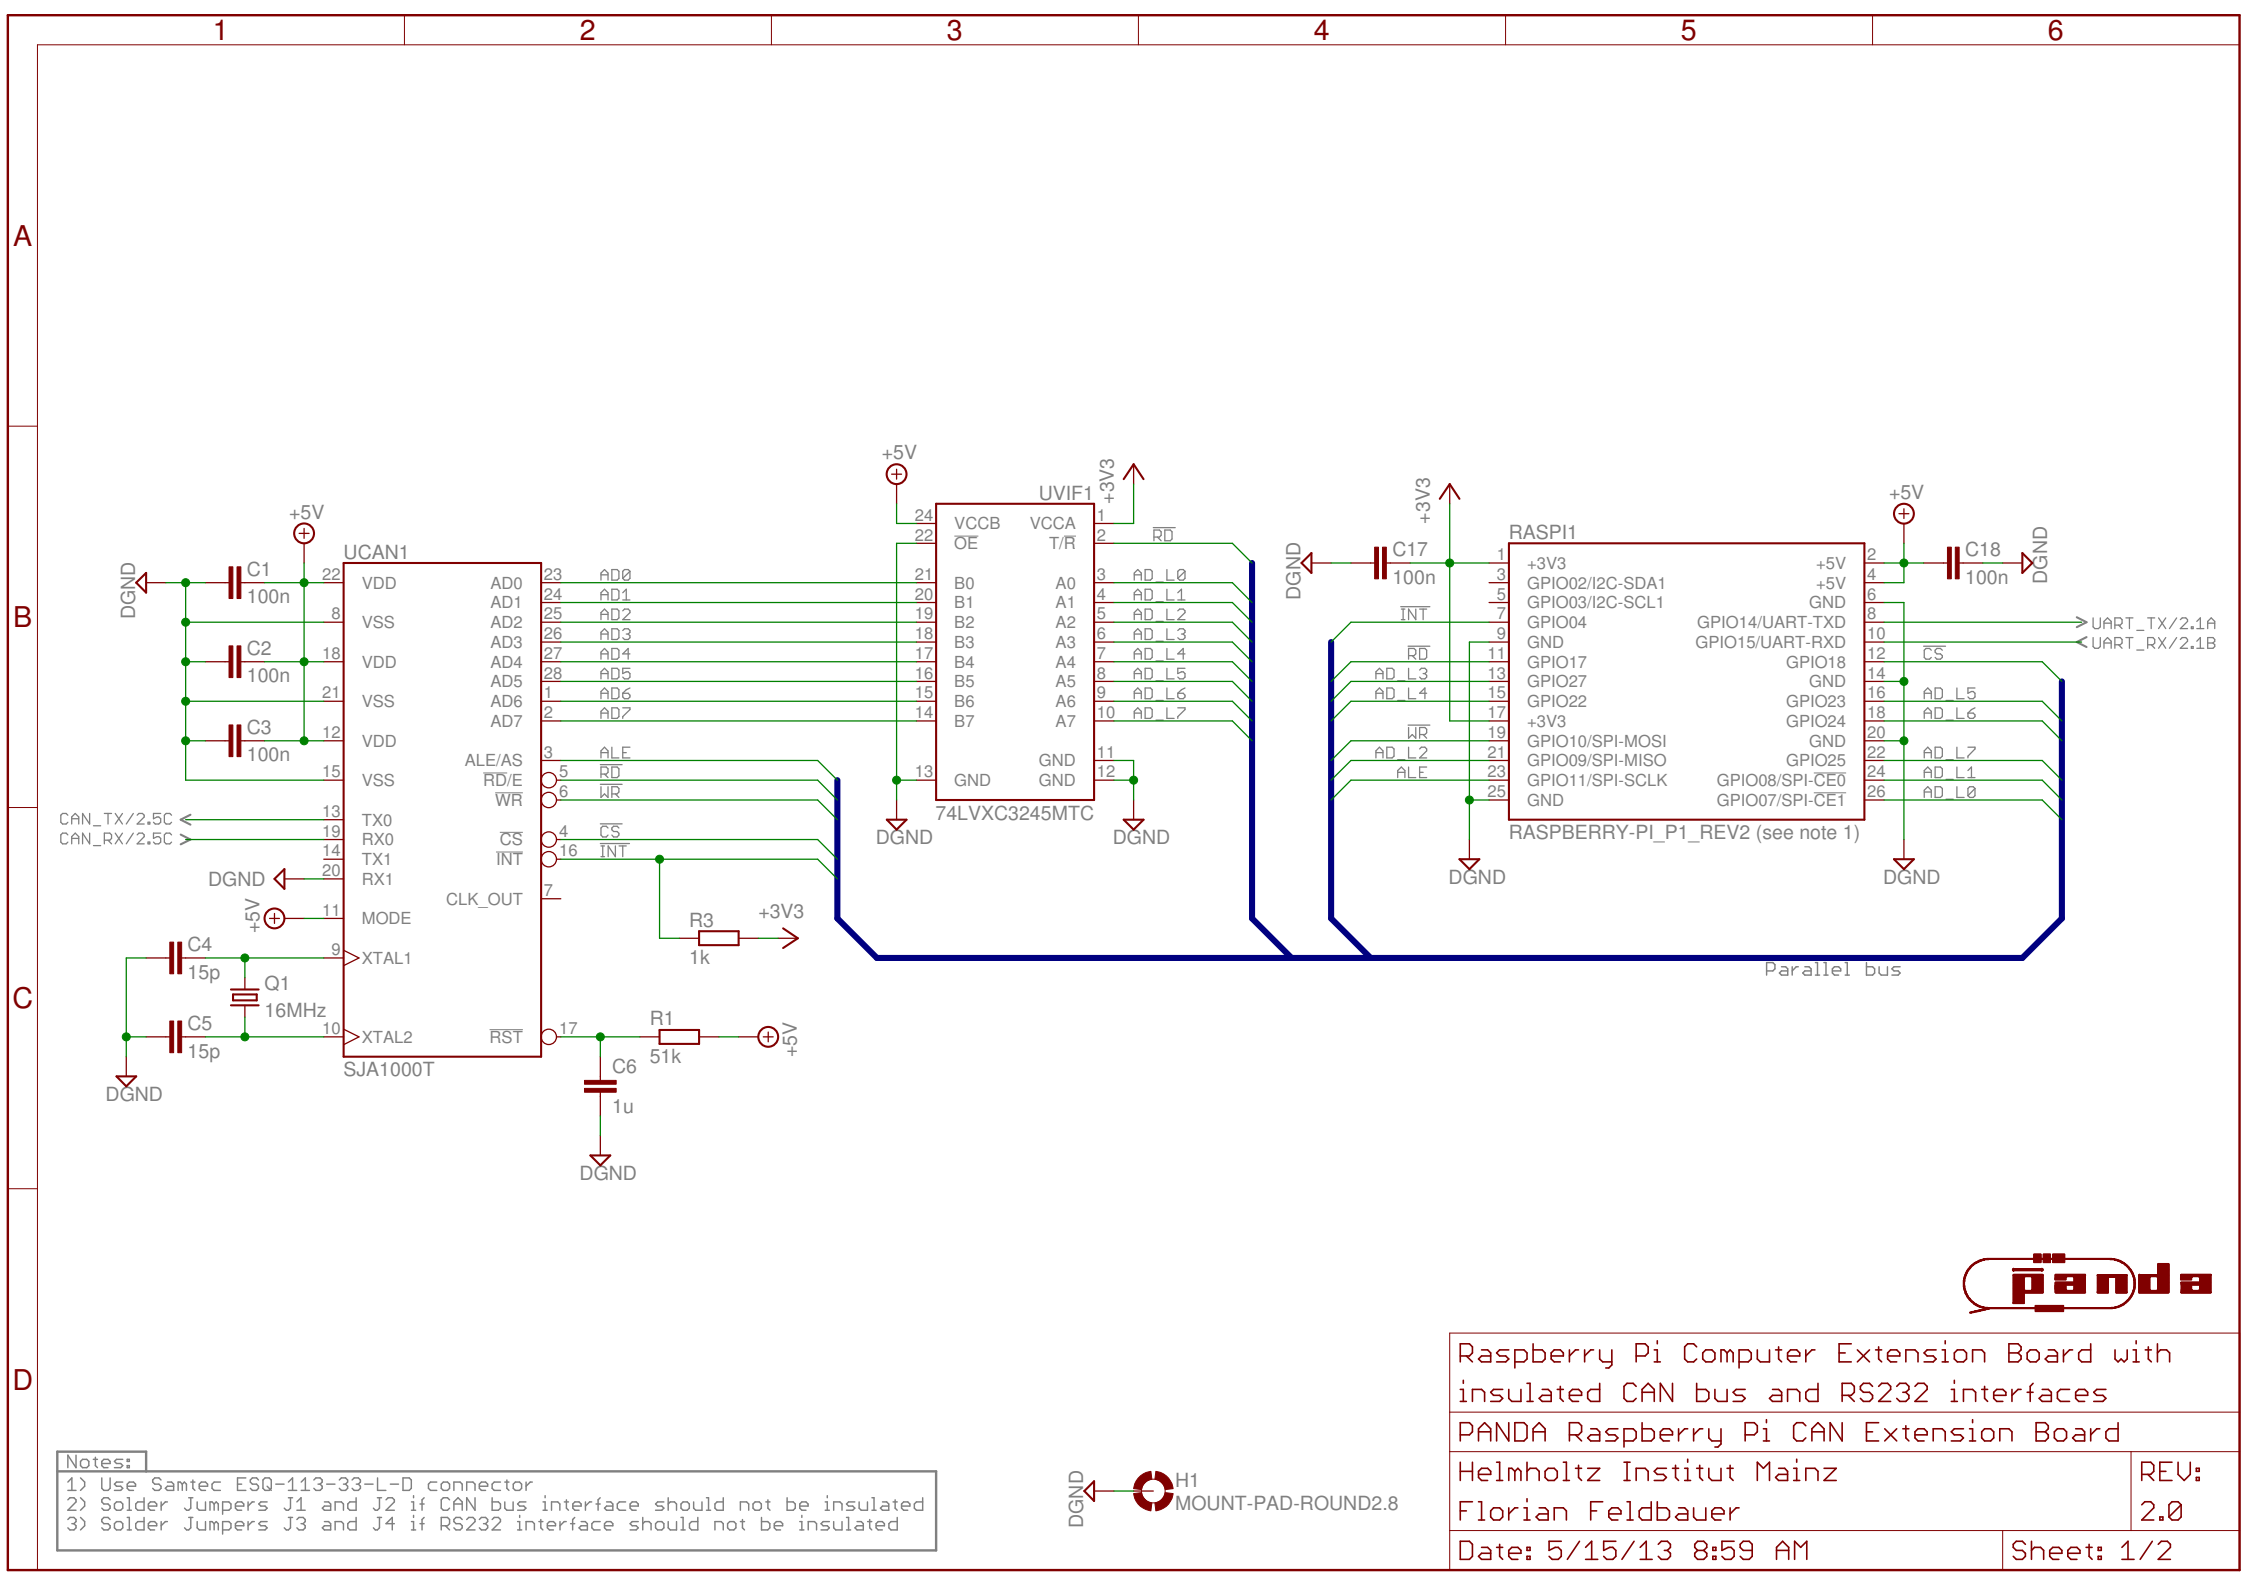 1 2 3 4 5 6
A
B
C
D
+5V
DGND
C1
100n
C2
100n
C3
100n
UCAN1
22 VDD
8 VSS
18 VDD
21 VSS
12 VDD
15 VSS
CAN_TX/2.5C 13 TX0
CAN_RX/2.5C 19 RX0
14 TX1
DGND 20 RX1
+5V 11 MODE
9 XTAL1
10 XTAL2
C4
15p
Q1
16MHz
C5
15p
DGND
SJA1000T
AD0 23 AD0
AD1 24 AD1
AD2 25 AD2
AD3 26 AD3
AD4 27 AD4
AD5 28 AD5
AD6 1 AD6
AD7 2 AD7
ALE/AS 3 ALE
RD/E 5 RD
WR 6 WR
CS 4 CS
INT 16 INT
CLK_OUT 7
R3
1k
+3V3
RST 17
R1
51k
+5V
C6
1u
DGND
+5V
UVIF1
+3V3
24 VCCB VCCA 1
22 OE T/R 2 RD
21 B0 A0 3 AD_L0
20 B1 A1 4 AD_L1
19 B2 A2 5 AD_L2
18 B3 A3 6 AD_L3
17 B4 A4 7 AD_L4
16 B5 A5 8 AD_L5
15 B6 A6 9 AD_L6
14 B7 A7 10 AD_L7
GND 11
13 GND GND 12
74LVXC3245MTC
DGND
DGND
+3V3
DGND
C17
100n
RASPI1
+5V
C18
100n
DGND
1 +3V3 +5V 2
3 GPIO02/I2C-SDA1 +5V 4
5 GPIO03/I2C-SCL1 GND 6
INT 7 GPIO04 GPIO14/UART-TXD 8 UART_TX/2.1A
9 GND GPIO15/UART-RXD 10 UART_RX/2.1B
RD 11 GPIO17 GPIO18 12 CS
AD_L3 13 GPIO27 GND 14
AD_L4 15 GPIO22 GPIO23 16 AD_L5
17 +3V3 GPIO24 18 AD_L6
WR 19 GPIO10/SPI-MOSI GND 20
AD_L2 21 GPIO09/SPI-MISO GPIO25 22 AD_L7
ALE 23 GPIO11/SPI-SCLK GPIO08/SPI-CE0 24 AD_L1
25 GND GPIO07/SPI-CE1 26 AD_L0
RASPBERRY-PI_P1_REV2 (see note 1)
DGND
DGND
Parallel bus
panda
Raspberry Pi Computer Extension Board with
insulated CAN bus and RS232 interfaces
PANDA Raspberry Pi CAN Extension Board
Helmholtz Institut Mainz
Florian Feldbauer
REV:
2.0
Date: 5/15/13 8:59 AM
Sheet: 1/2
Notes:
1) Use Samtec ESQ-113-33-L-D connector
2) Solder Jumpers J1 and J2 if CAN bus interface should not be insulated
3) Solder Jumpers J3 and J4 if RS232 interface should not be insulated
DGND
H1
MOUNT-PAD-ROUND2.8